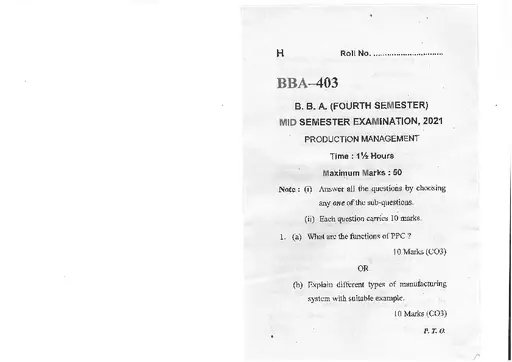 H Roll No. ..............................
BBA–403
B. B. A. (FOURTH SEMESTER)
MID SEMESTER EXAMINATION, 2021
PRODUCTION MANAGEMENT
Time : 1½ Hours
Maximum Marks : 50
Note : (i) Answer all the questions by choosing
any one of the sub-questions.
(ii) Each question carries 10 marks.
1. (a) What are the functions of PPC ?
10 Marks (CO3)
OR
(b) Explain different types of manufacturing
system with suitable example.
10 Marks (CO3)
P. T. O.